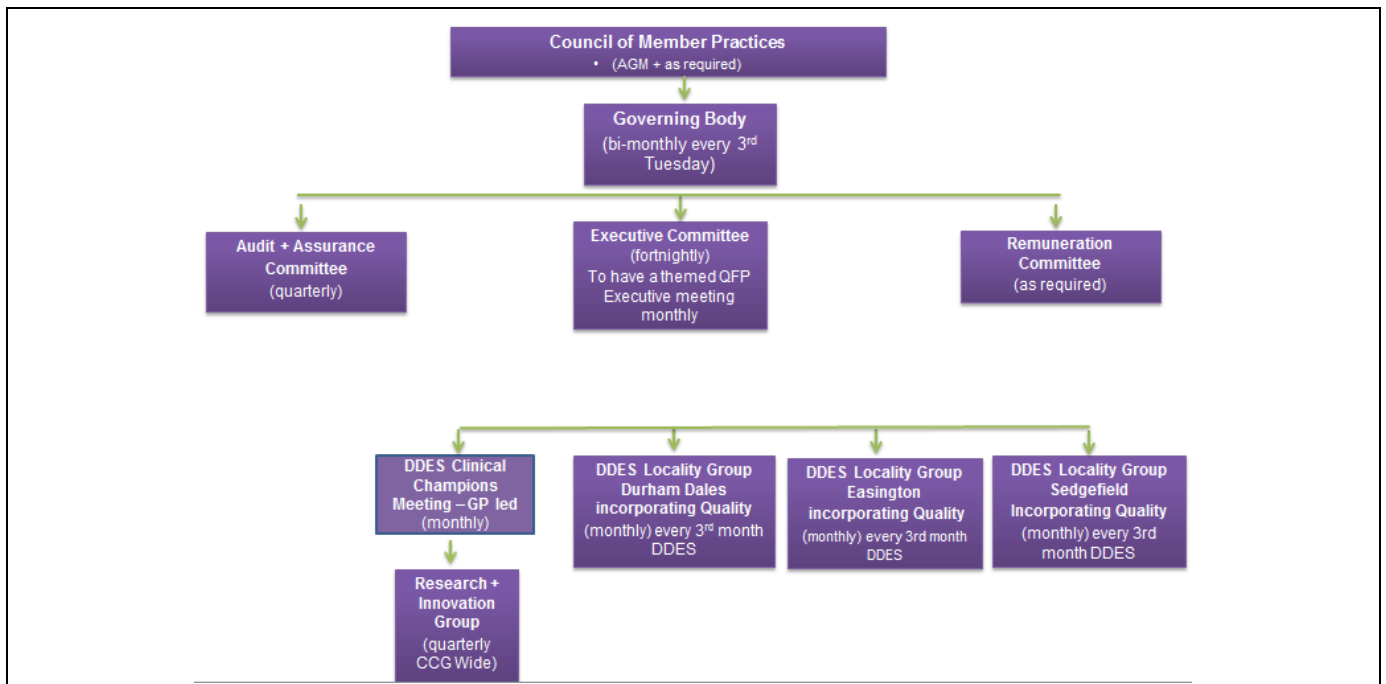 Council of Member Practices
• (AGM + as required)
Governing Body
(bi-monthly every 3rd
Tuesday)
Audit + Assurance
Committee
(quarterly)
Executive Committee
(fortnightly)
To have a themed QFP
Executive meeting
monthly
Remuneration
Committee
(as required)
DDES Clinical
Champions
Meeting – GP led
(monthly)
DDES Locality Group
Durham Dales
incorporating Quality
(monthly) every 3rd month
DDES
DDES Locality Group
Easington
incorporating Quality
(monthly) every 3rd month
DDES
DDES Locality Group
Sedgefield
Incorporating Quality
(monthly) every 3rd
month DDES
Research +
Innovation
Group
(quarterly
CCG Wide)